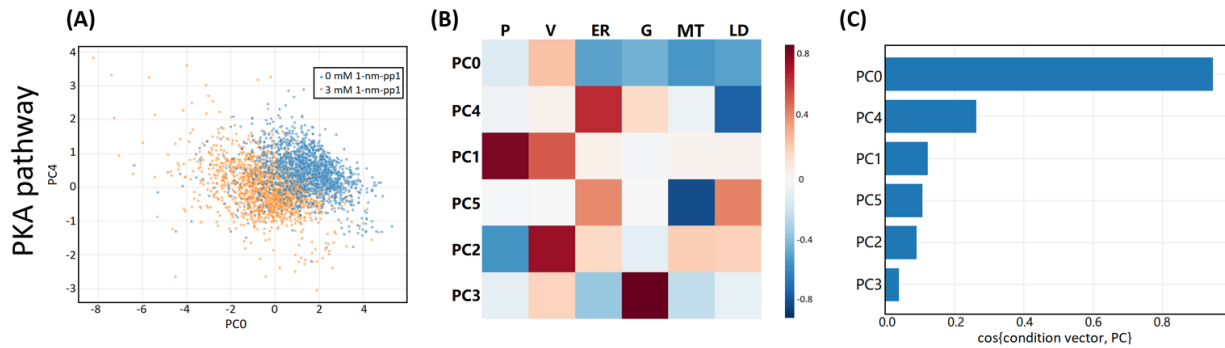 (A)
PKA pathway
4
3
2
1
0
-1
-2
-3
PC4
0 mM 1-nm-pp1
3 mM 1-nm-pp1
-8
-6
-4
-2
0
2
4
PC0
(B)
P V ER G MT LD
PC0
PC4
PC1
PC5
PC2
PC3
0.8
0.4
0
-0.4
-0.8
(C)
PC0
PC4
PC1
PC5
PC2
PC3
0.0 0.2 0.4 0.6 0.8
cos{condition vector, PC}